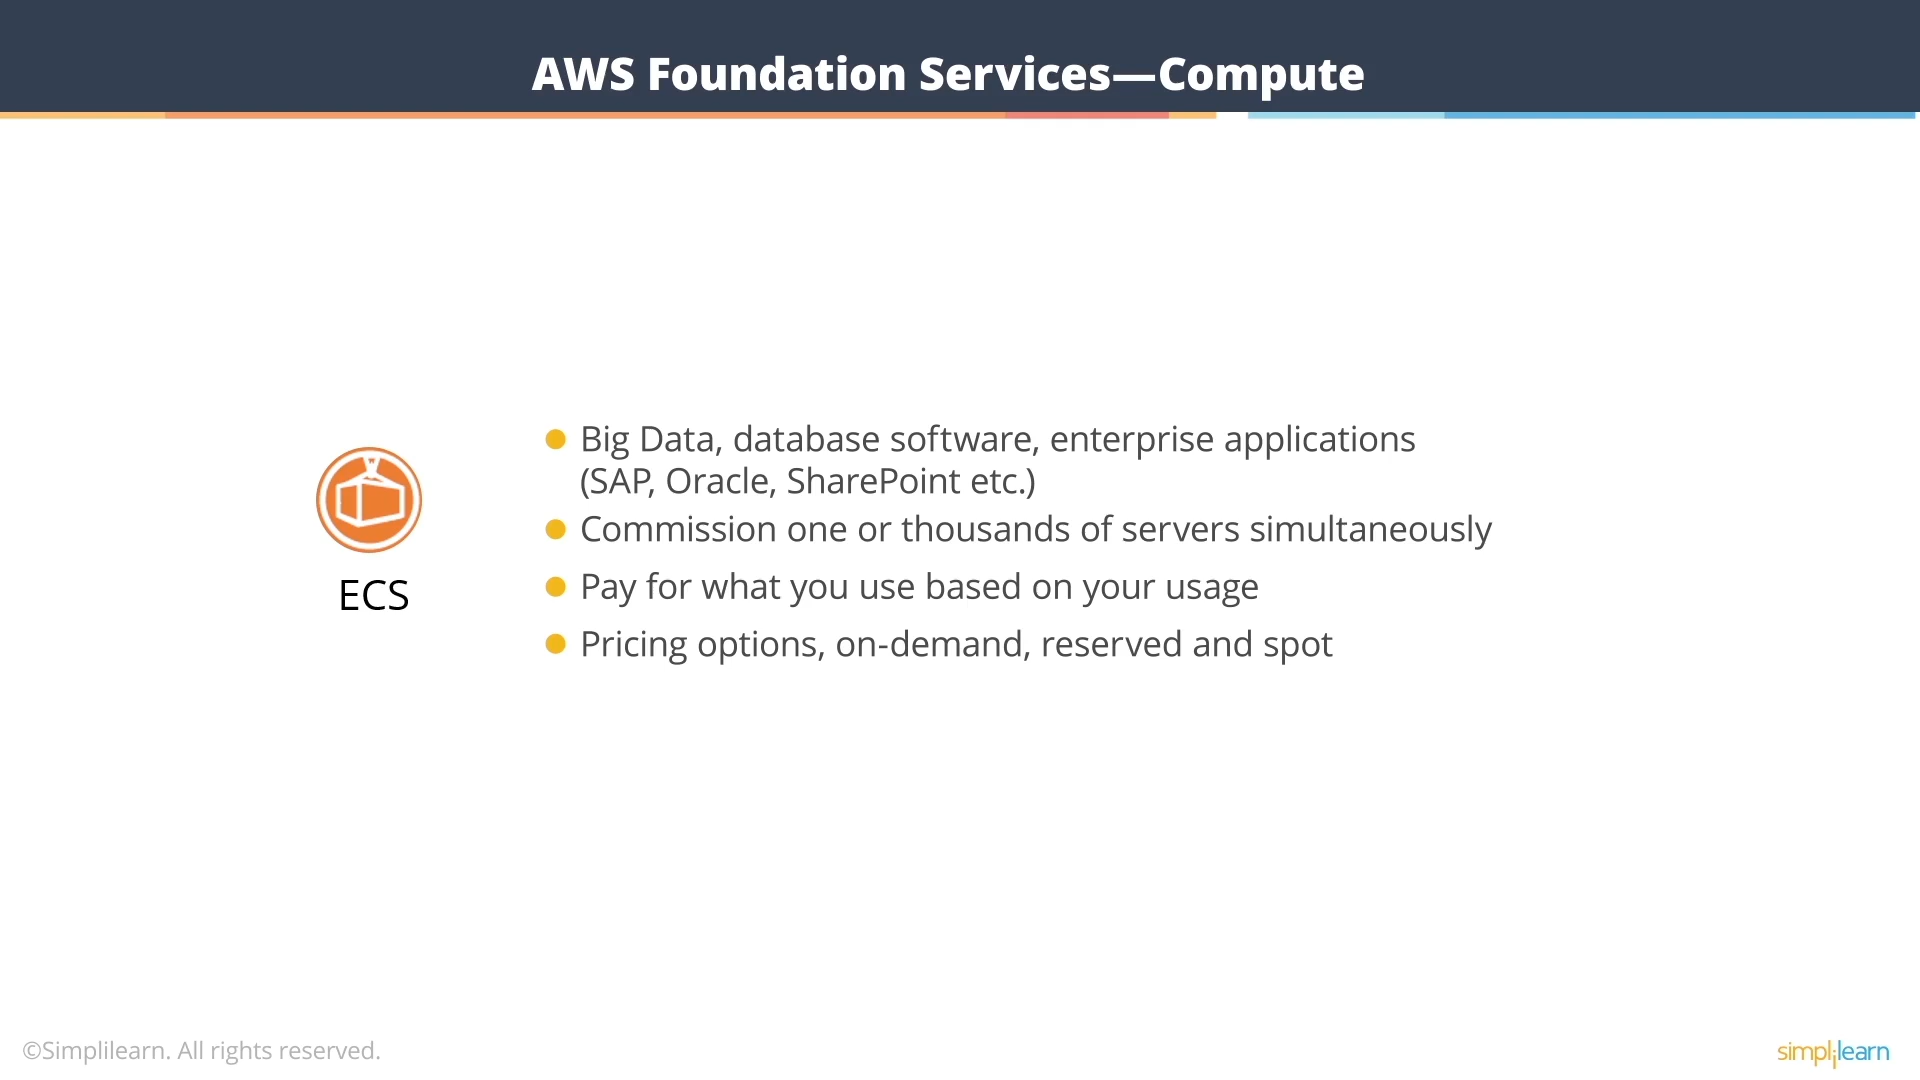 AWS Foundation Services—Compute
Big Data, database software, enterprise applications
(SAP, Oracle, SharePoint etc.)
Commission one or thousands of servers simultaneously
ECS
Pay for what you use based on your usage
Pricing options, on-demand, reserved and spot
©Simplilearn. All rights reserved.
simplilearn